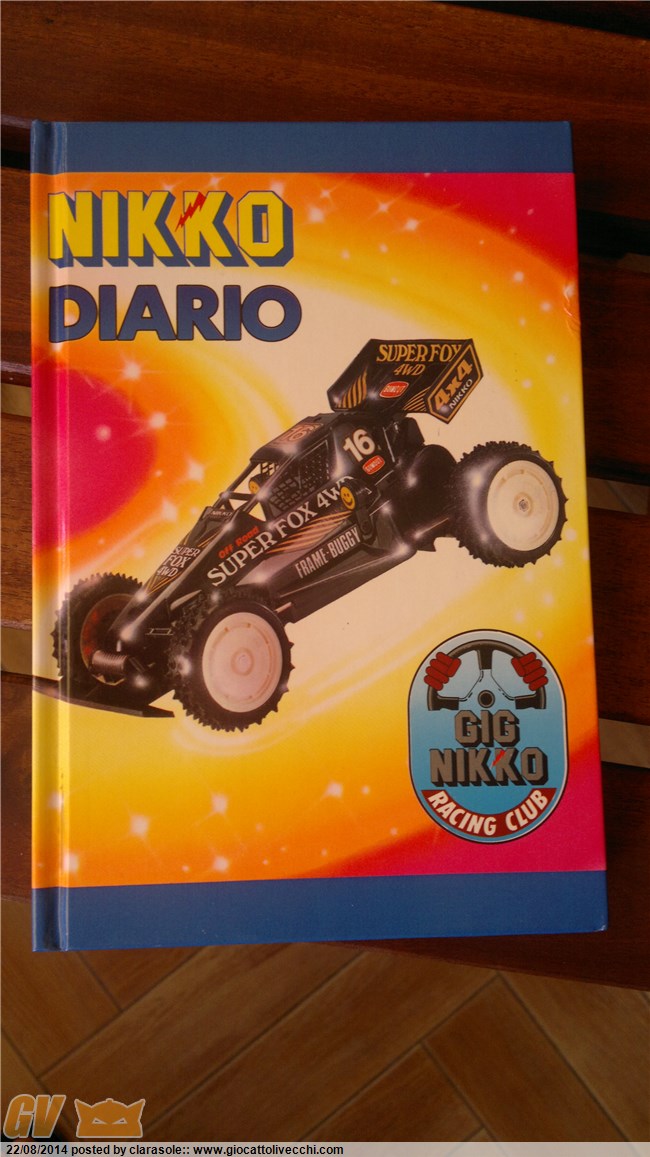 NIKKO
DIARIO
SUPER FOX
4WD
4x4
NIKKO
16
16
Off Road
SUPER FOX 4WD
FRAME-BUGGY
SUPER
FOX
4WD
GIG
NIKKO
RACING CLUB
GV
22/08/2014 posted by clarasole:: www.giocattolivecchi.com